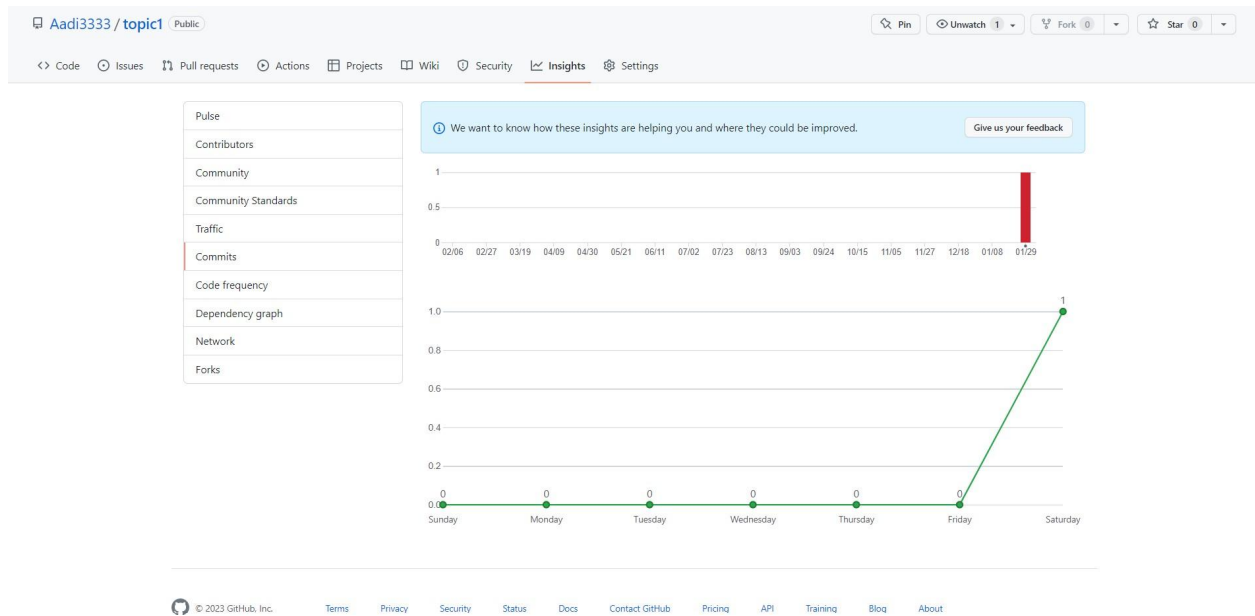 Aadi3333 / topic1 Public
Pin
Unwatch 1
Fork 0
Star 0
Code Issues Pull requests Actions Projects Wiki Security Insights Settings
Pulse
Contributors
Community
Community Standards
Traffic
Commits
Code frequency
Dependency graph
Network
Forks
We want to know how these insights are helping you and where they could be improved.
Give us your feedback
1
0.5
0
02/06 02/27 03/19 04/09 04/30 05/21 06/11 07/02 07/23 08/13 09/03 09/24 10/15 11/05 11/27 12/18 01/08 01/29
1
1.0
0.8
0.6
0.4
0.2
0 0 0 0 0 0
0.0
Sunday Monday Tuesday Wednesday Thursday Friday Saturday
© 2023 GitHub, Inc. Terms Privacy Security Status Docs Contact GitHub Pricing API Training Blog About